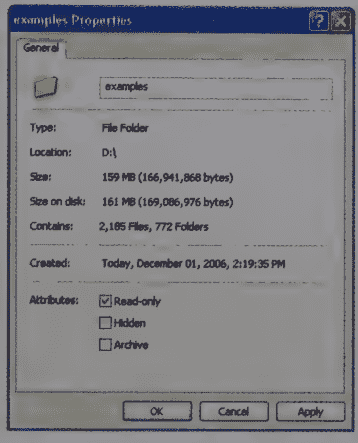 examples Properties
General
examples
Type: File Folder
Location: D:\
Size: 159 MB (166,941,868 bytes)
Size on disk: 161 MB (169,086,976 bytes)
Contains: 2,185 Files, 772 Folders
Created: Today, December 01, 2006, 2:19:35 PM
Attributes: Read-only
Hidden
Archive
OK Cancel Apply